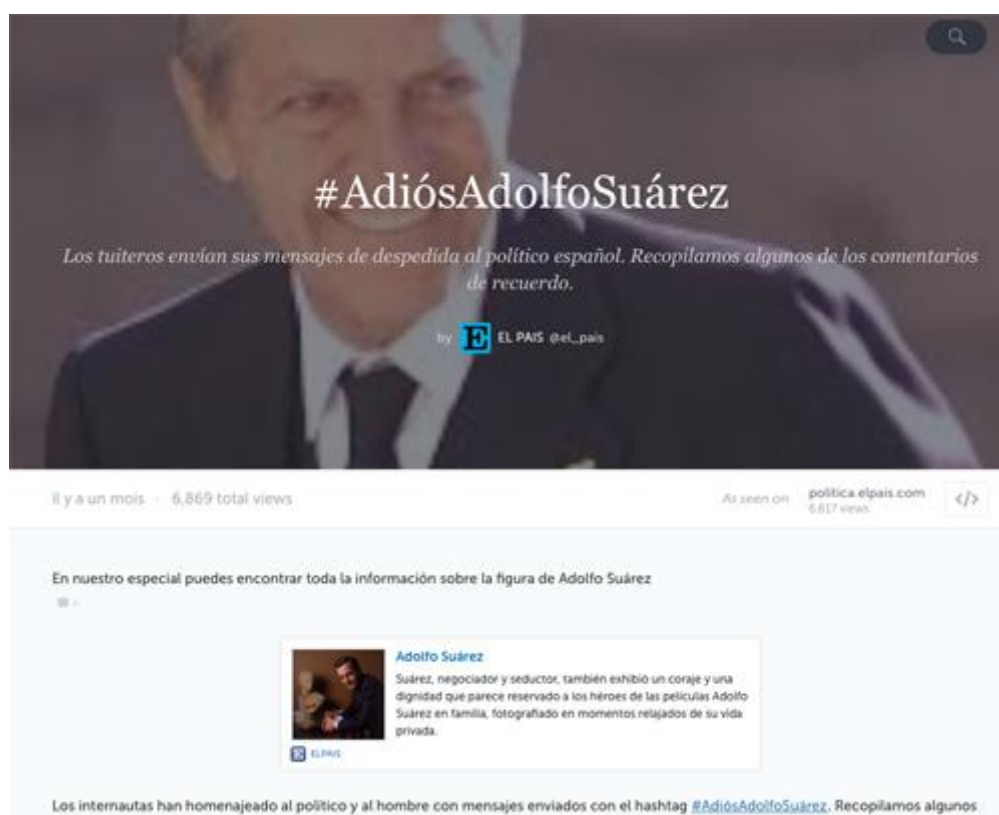 #AdiósAdolfoSuárez
Los tuiteros envían sus mensajes de despedida al político español. Recopilamos algunos de los comentarios
de recuerdo.
by E EL PAIS @el_pais
il y a un mois · 6,869 total views
As seen on politica.elpais.com
6,617 views
</>
En nuestro especial puedes encontrar toda la información sobre la figura de Adolfo Suárez
Adolfo Suárez
Suárez, negociador y seductor, también exhibió un coraje y una
dignidad que parece reservado a los héroes de las películas Adolfo
Suárez en familia, fotografiado en momentos relajados de su vida
privada.
ELPAIS
Los internautas han homenajeado al político y al hombre con mensajes enviados con el hashtag #AdiósAdolfoSuárez. Recopilamos algunos